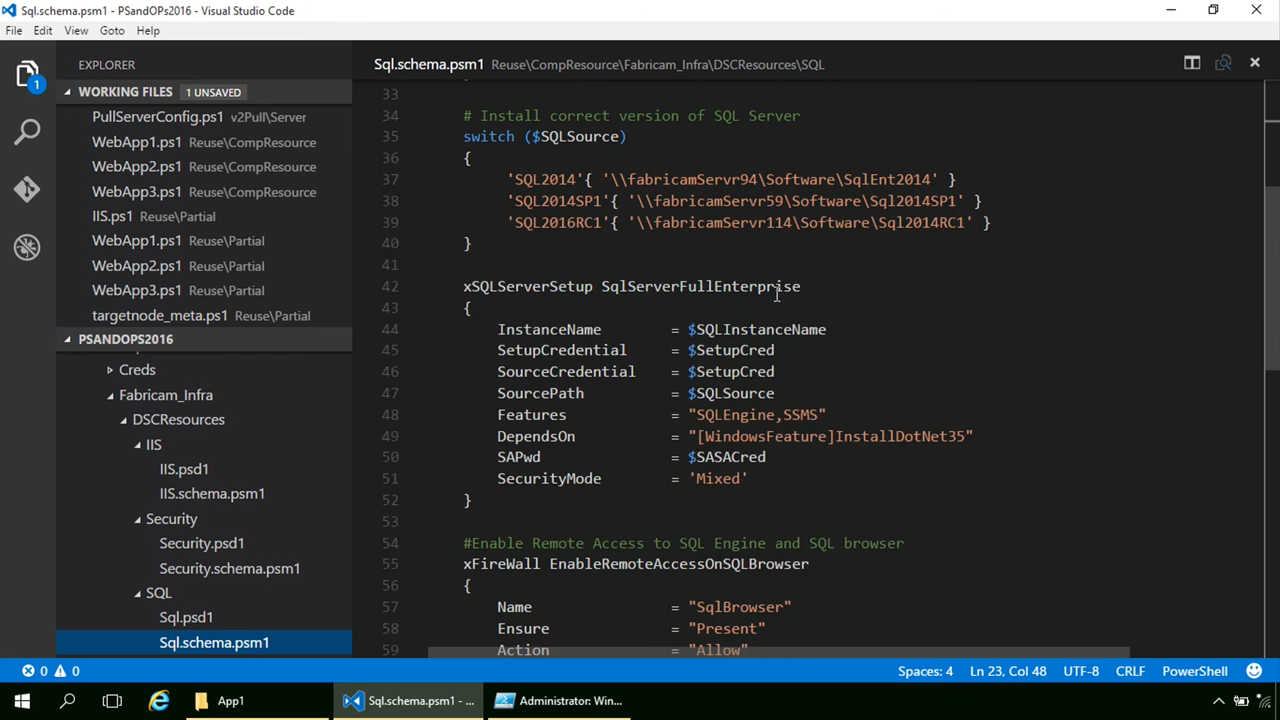 Sql.schema.psm1 - PSandOPs2016 - Visual Studio Code
File Edit View Goto Help
EXPLORER
WORKING FILES 1 UNSAVED
PullServerConfig.ps1 v2Pull\Server
WebApp1.ps1 Reuse\CompResource
WebApp2.ps1 Reuse\CompResource
WebApp3.ps1 Reuse\CompResource
IIS.ps1 Reuse\Partial
WebApp1.ps1 Reuse\Partial
WebApp2.ps1 Reuse\Partial
WebApp3.ps1 Reuse\Partial
targetnode_meta.ps1 Reuse\Partial
PSANDOPS2016
Creds
Fabricam_Infra
DSCResources
IIS
IIS.psd1
IIS.schema.psm1
Security
Security.psd1
Security.schema.psm1
SQL
Sql.psd1
Sql.schema.psm1
1
Sql.schema.psm1 Reuse\CompResource\Fabricam_Infra\DSCResources\SQL
33
34 # Install correct version of SQL Server
35 switch ($SQLSource)
36 {
37 'SQL2014'{ '\\fabricamServr94\Software\SqlEnt2014' }
38 'SQL2014SP1'{ '\\fabricamServr59\Software\Sql2014SP1' }
39 'SQL2016RC1'{ '\\fabricamServr114\Software\Sql2014RC1' }
40 }
41
42 xSQLServerSetup SqlServerFullEnterprise
43 {
44 InstanceName = $SQLInstanceName
45 SetupCredential = $SetupCred
46 SourceCredential = $SetupCred
47 SourcePath = $SQLSource
48 Features = "SQLEngine,SSMS"
49 DependsOn = "[WindowsFeature]InstallDotNet35"
50 SAPwd = $SASACred
51 SecurityMode = 'Mixed'
52 }
53
54 #Enable Remote Access to SQL Engine and SQL browser
55 xFireWall EnableRemoteAccessOnSQLBrowser
56 {
57 Name = "SqlBrowser"
58 Ensure = "Present"
59 Action = "Allow"
0 0 Spaces: 4 Ln 23, Col 48 UTF-8 CRLF PowerShell
App1 Sql.schema.psm1 - ... Administrator: Win...